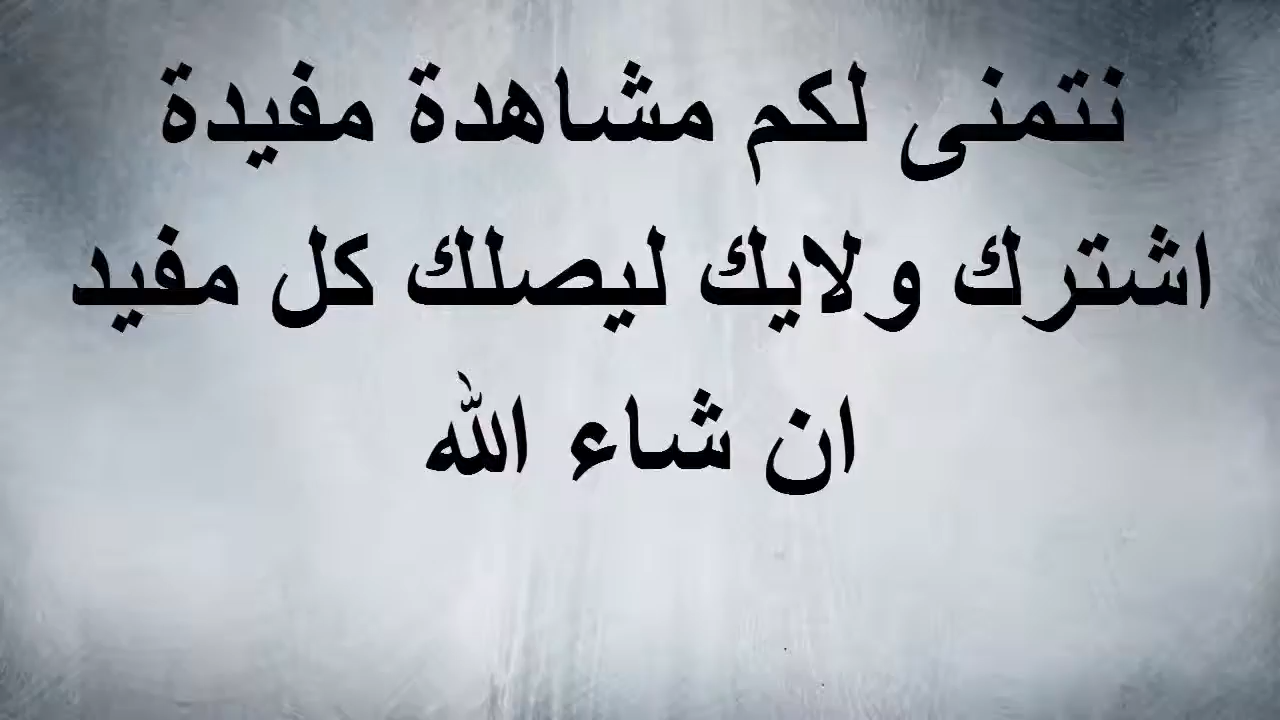 نتمنى لكم مشاهدة مفيدة
اشترك ولايك ليصلك كل مفيد
ان شاء الله